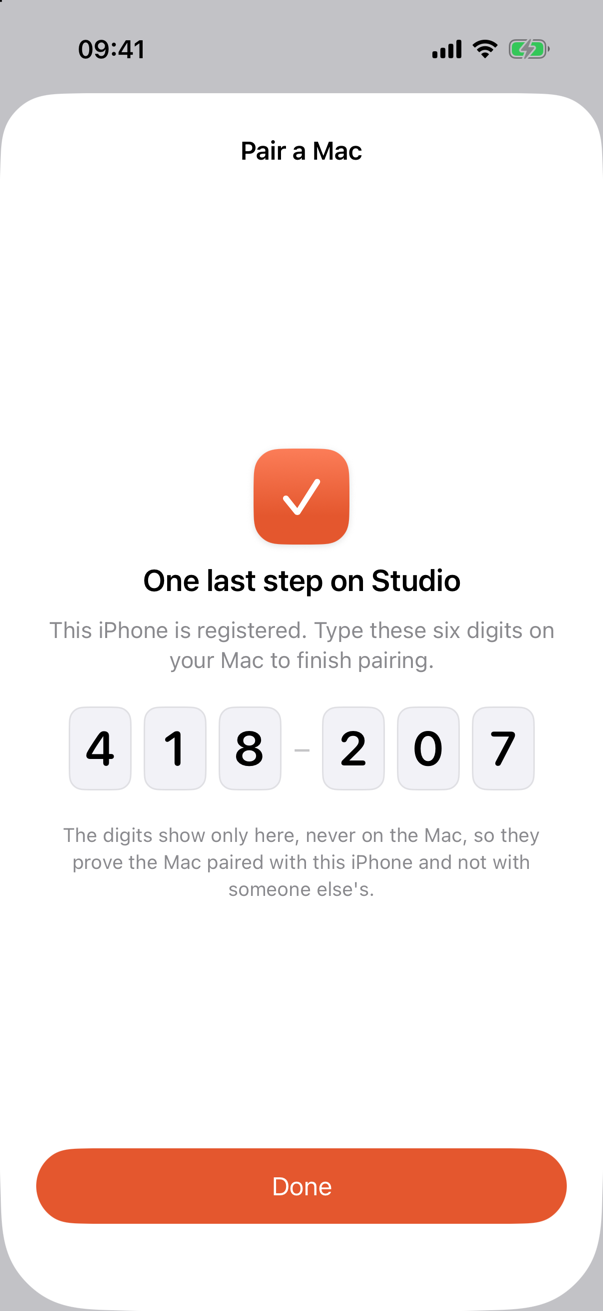 09:41
Pair a Mac
One last step on Studio
This iPhone is registered. Type these six digits on
your Mac to finish pairing.
4 1 8 – 2 0 7
The digits show only here, never on the Mac, so they
prove the Mac paired with this iPhone and not with
someone else's.
Done